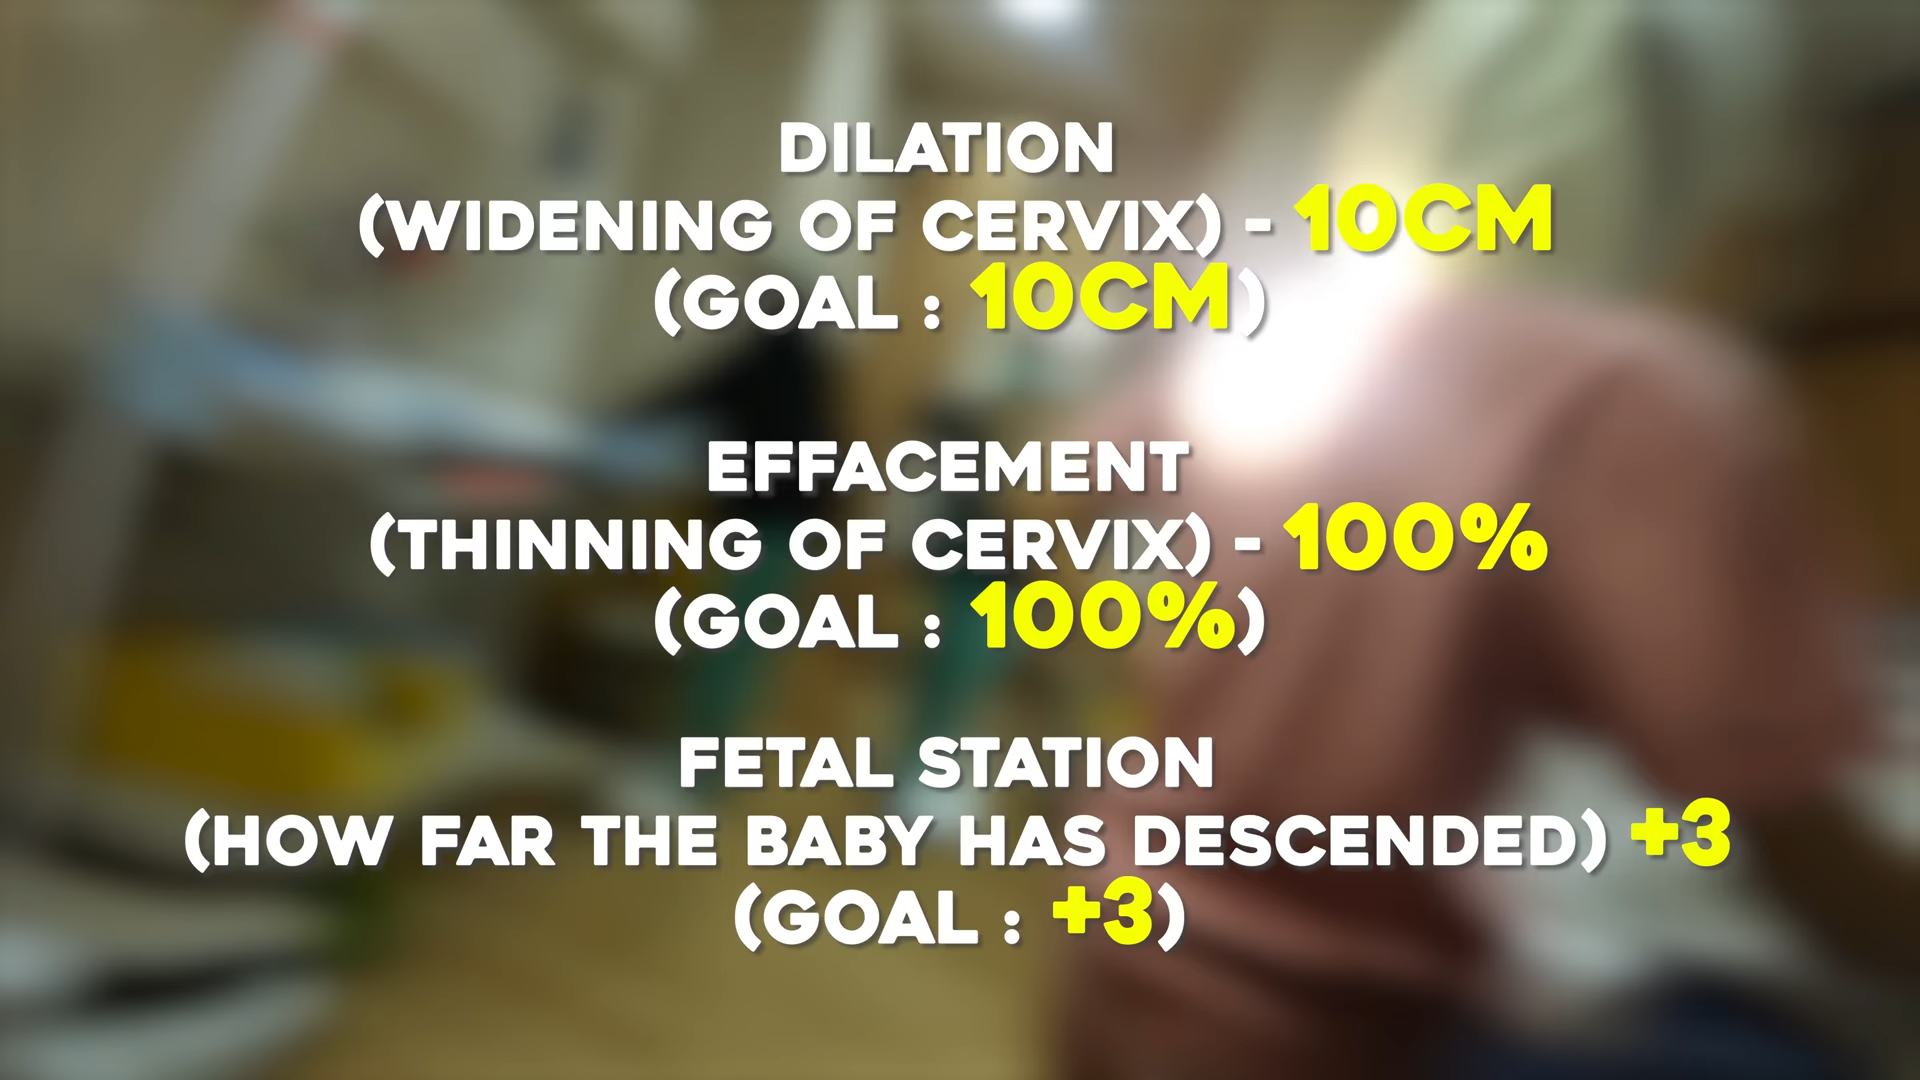 DILATION
(WIDENING OF CERVIX) - 10CM
(GOAL : 10CM)
EFFACEMENT
(THINNING OF CERVIX) - 100%
(GOAL : 100%)
FETAL STATION
(HOW FAR THE BABY HAS DESCENDED) +3
(GOAL : +3)